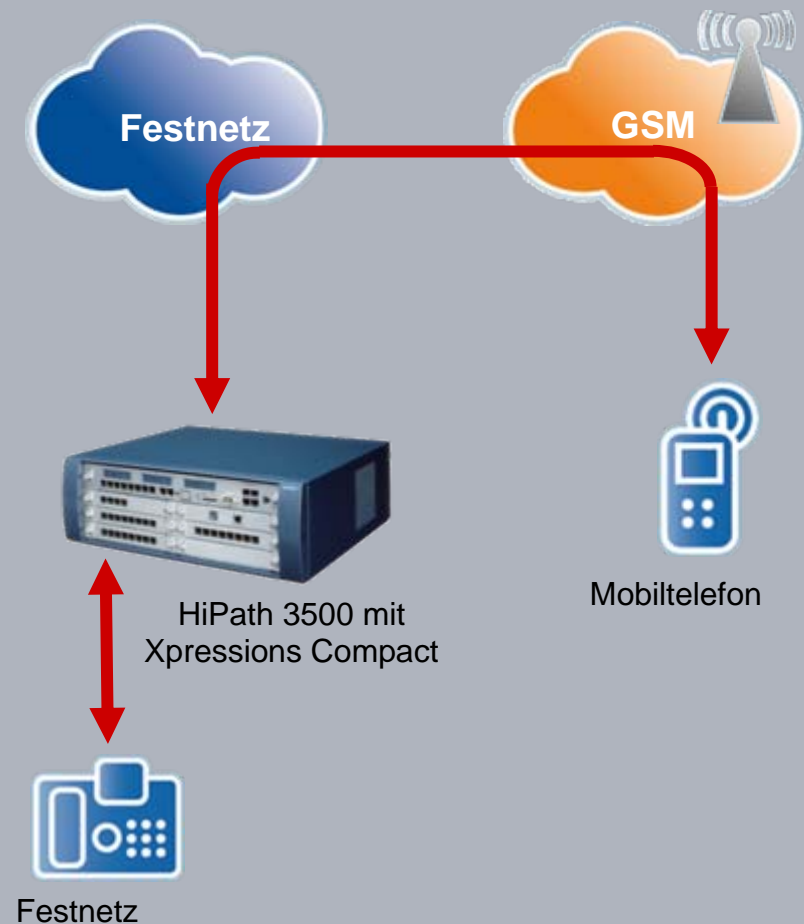 Festnetz
GSM
HiPath 3500 mit
Xpressions Compact
Mobiltelefon
Festnetz